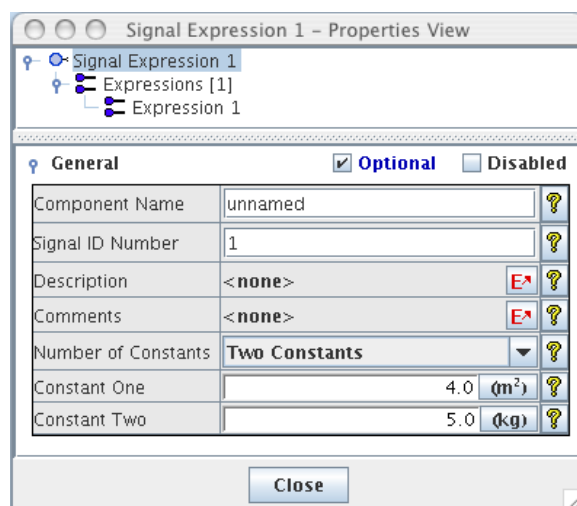 Signal Expression 1 – Properties View
Signal Expression 1
Expressions [1]
Expression 1
General Optional Disabled
Component Name unnamed ?
Signal ID Number 1 ?
Description <none> E ?
Comments <none> E ?
Number of Constants Two Constants ?
Constant One 4.0 (m²) ?
Constant Two 5.0 (kg) ?
Close